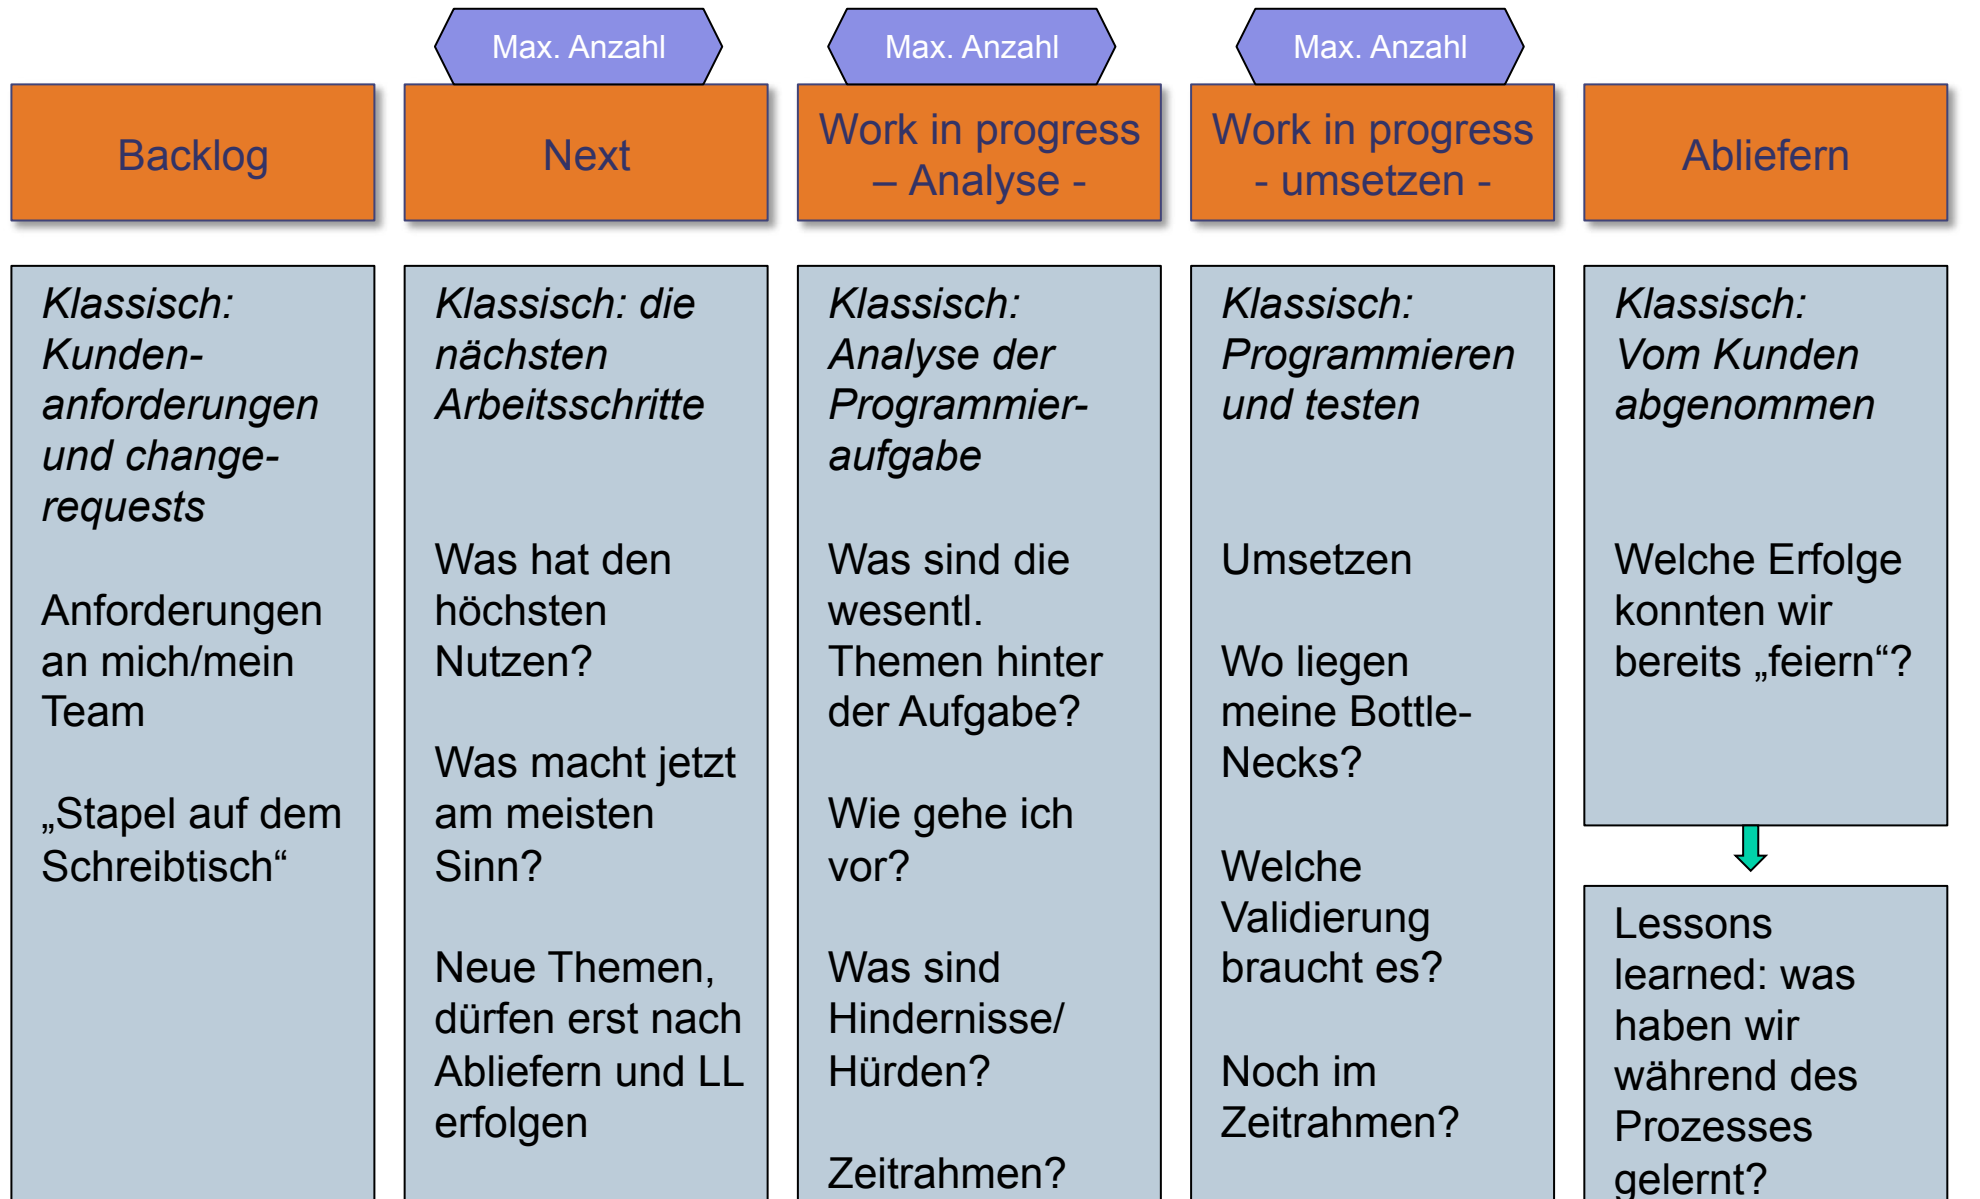 Max. Anzahl
Max. Anzahl
Max. Anzahl
Backlog
Next
Work in progress
– Analyse -
Work in progress
- umsetzen -
Abliefern
Klassisch:
Kunden-
anforderungen
und change-
requests
Anforderungen
an mich/mein
Team
„Stapel auf dem
Schreibtisch“
Klassisch: die
nächsten
Arbeitsschritte
Was hat den
höchsten
Nutzen?
Was macht jetzt
am meisten
Sinn?
Neue Themen,
dürfen erst nach
Abliefern und LL
erfolgen
Klassisch:
Analyse der
Programmier-
aufgabe
Was sind die
wesentl.
Themen hinter
der Aufgabe?
Wie gehe ich
vor?
Was sind
Hindernisse/
Hürden?
Zeitrahmen?
Klassisch:
Programmieren
und testen
Umsetzen
Wo liegen
meine Bottle-
Necks?
Welche
Validierung
braucht es?
Noch im
Zeitrahmen?
Klassisch:
Vom Kunden
abgenommen
Welche Erfolge
konnten wir
bereits „feiern“?
Lessons
learned: was
haben wir
während des
Prozesses
gelernt?